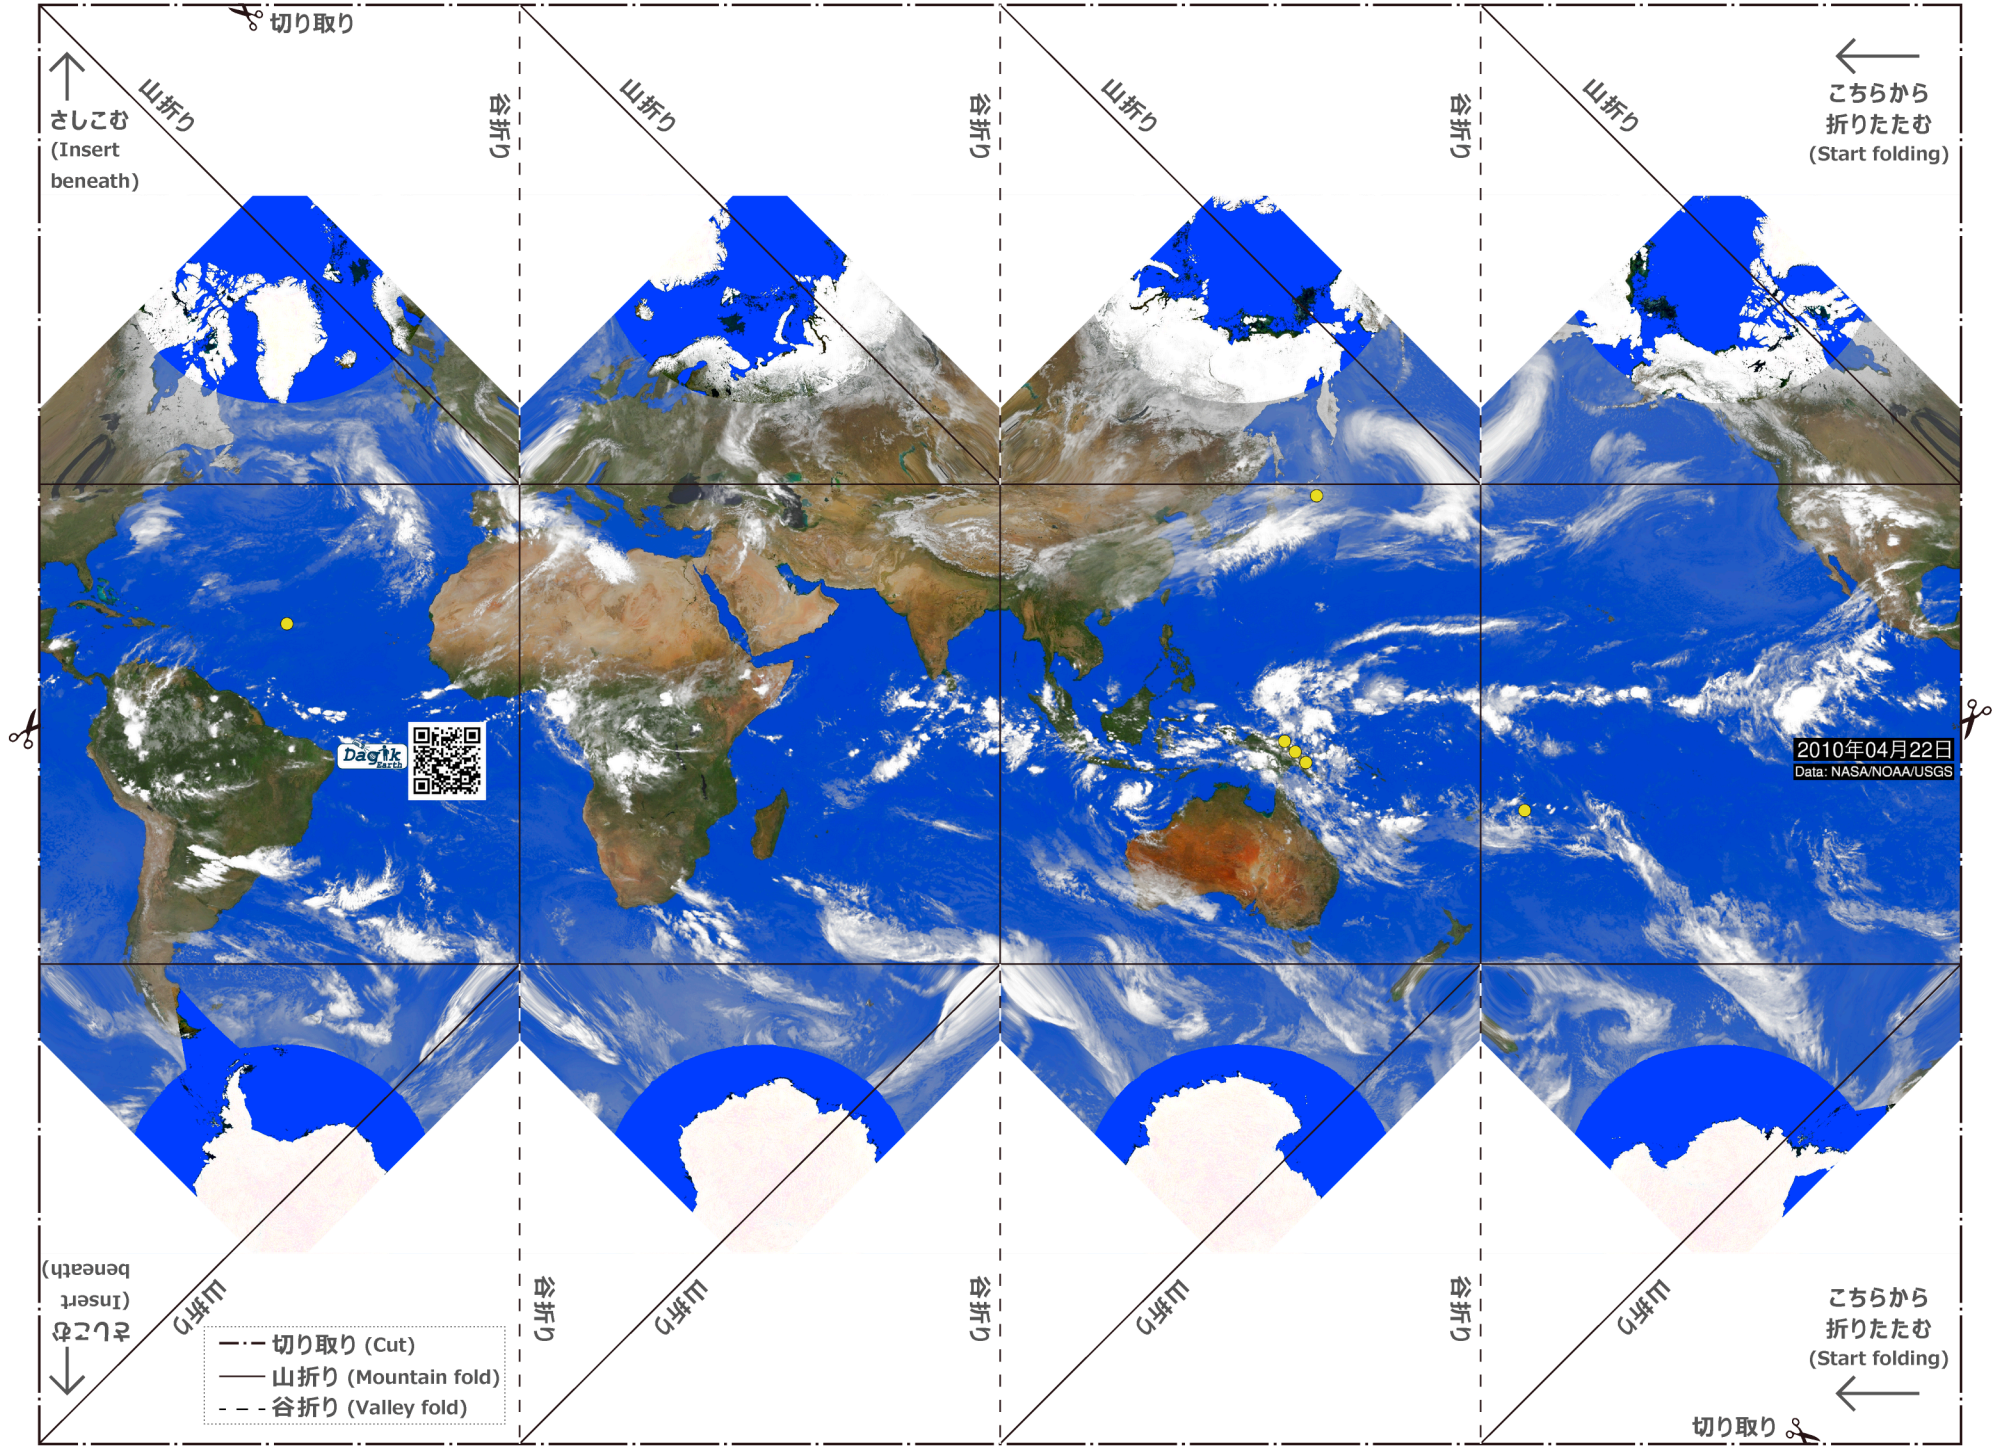 切り取り
さしこむ
(Insert
beneath)
山折り
谷折り
山折り
谷折り
山折り
谷折り
山折り
こちらから
折りたたむ
(Start folding)
Dagik
Earth
2010年04月22日
Data: NASA/NOAA/USGS
さしこむ
(Insert
beneath)
山折り
谷折り
山折り
谷折り
山折り
谷折り
山折り
こちらから
折りたたむ
(Start folding)
切り取り (Cut)
山折り (Mountain fold)
谷折り (Valley fold)
切り取り